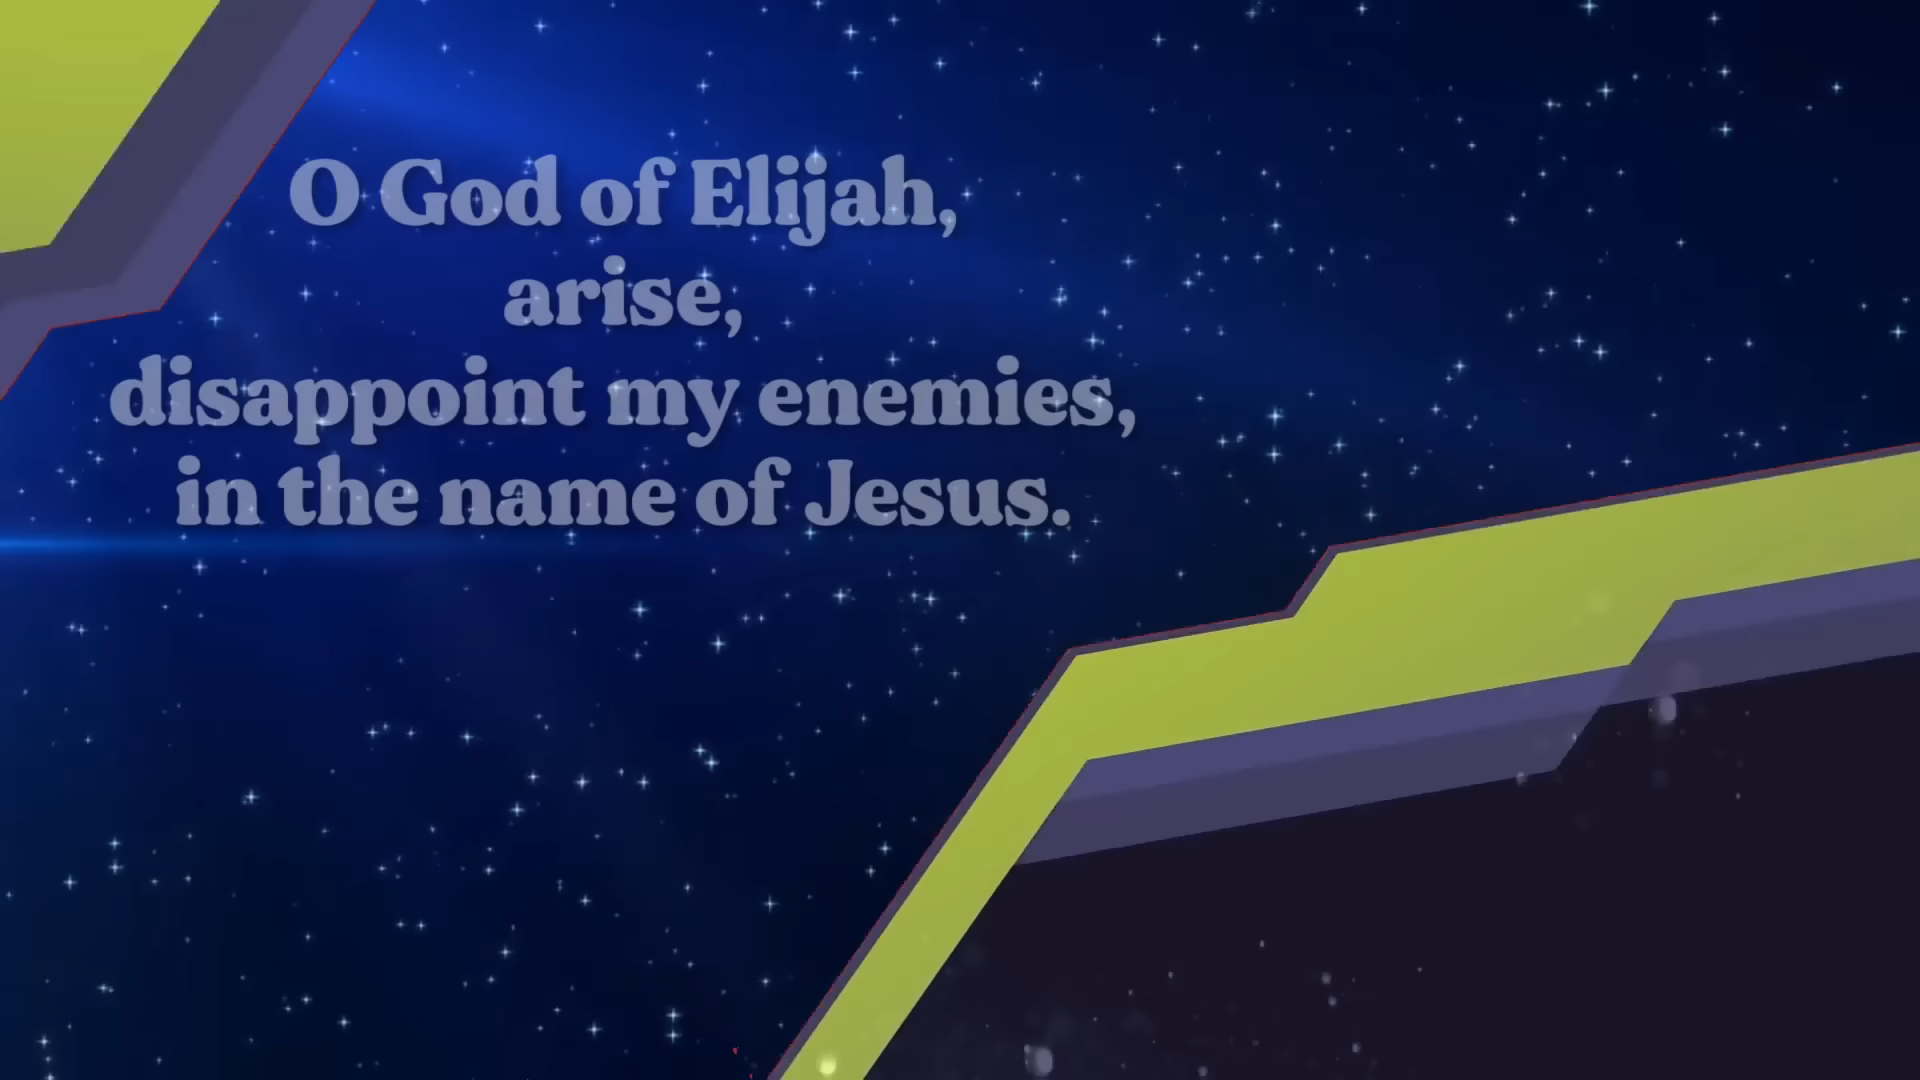 O God of Elijah,
arise,
disappoint my enemies,
in the name of Jesus.